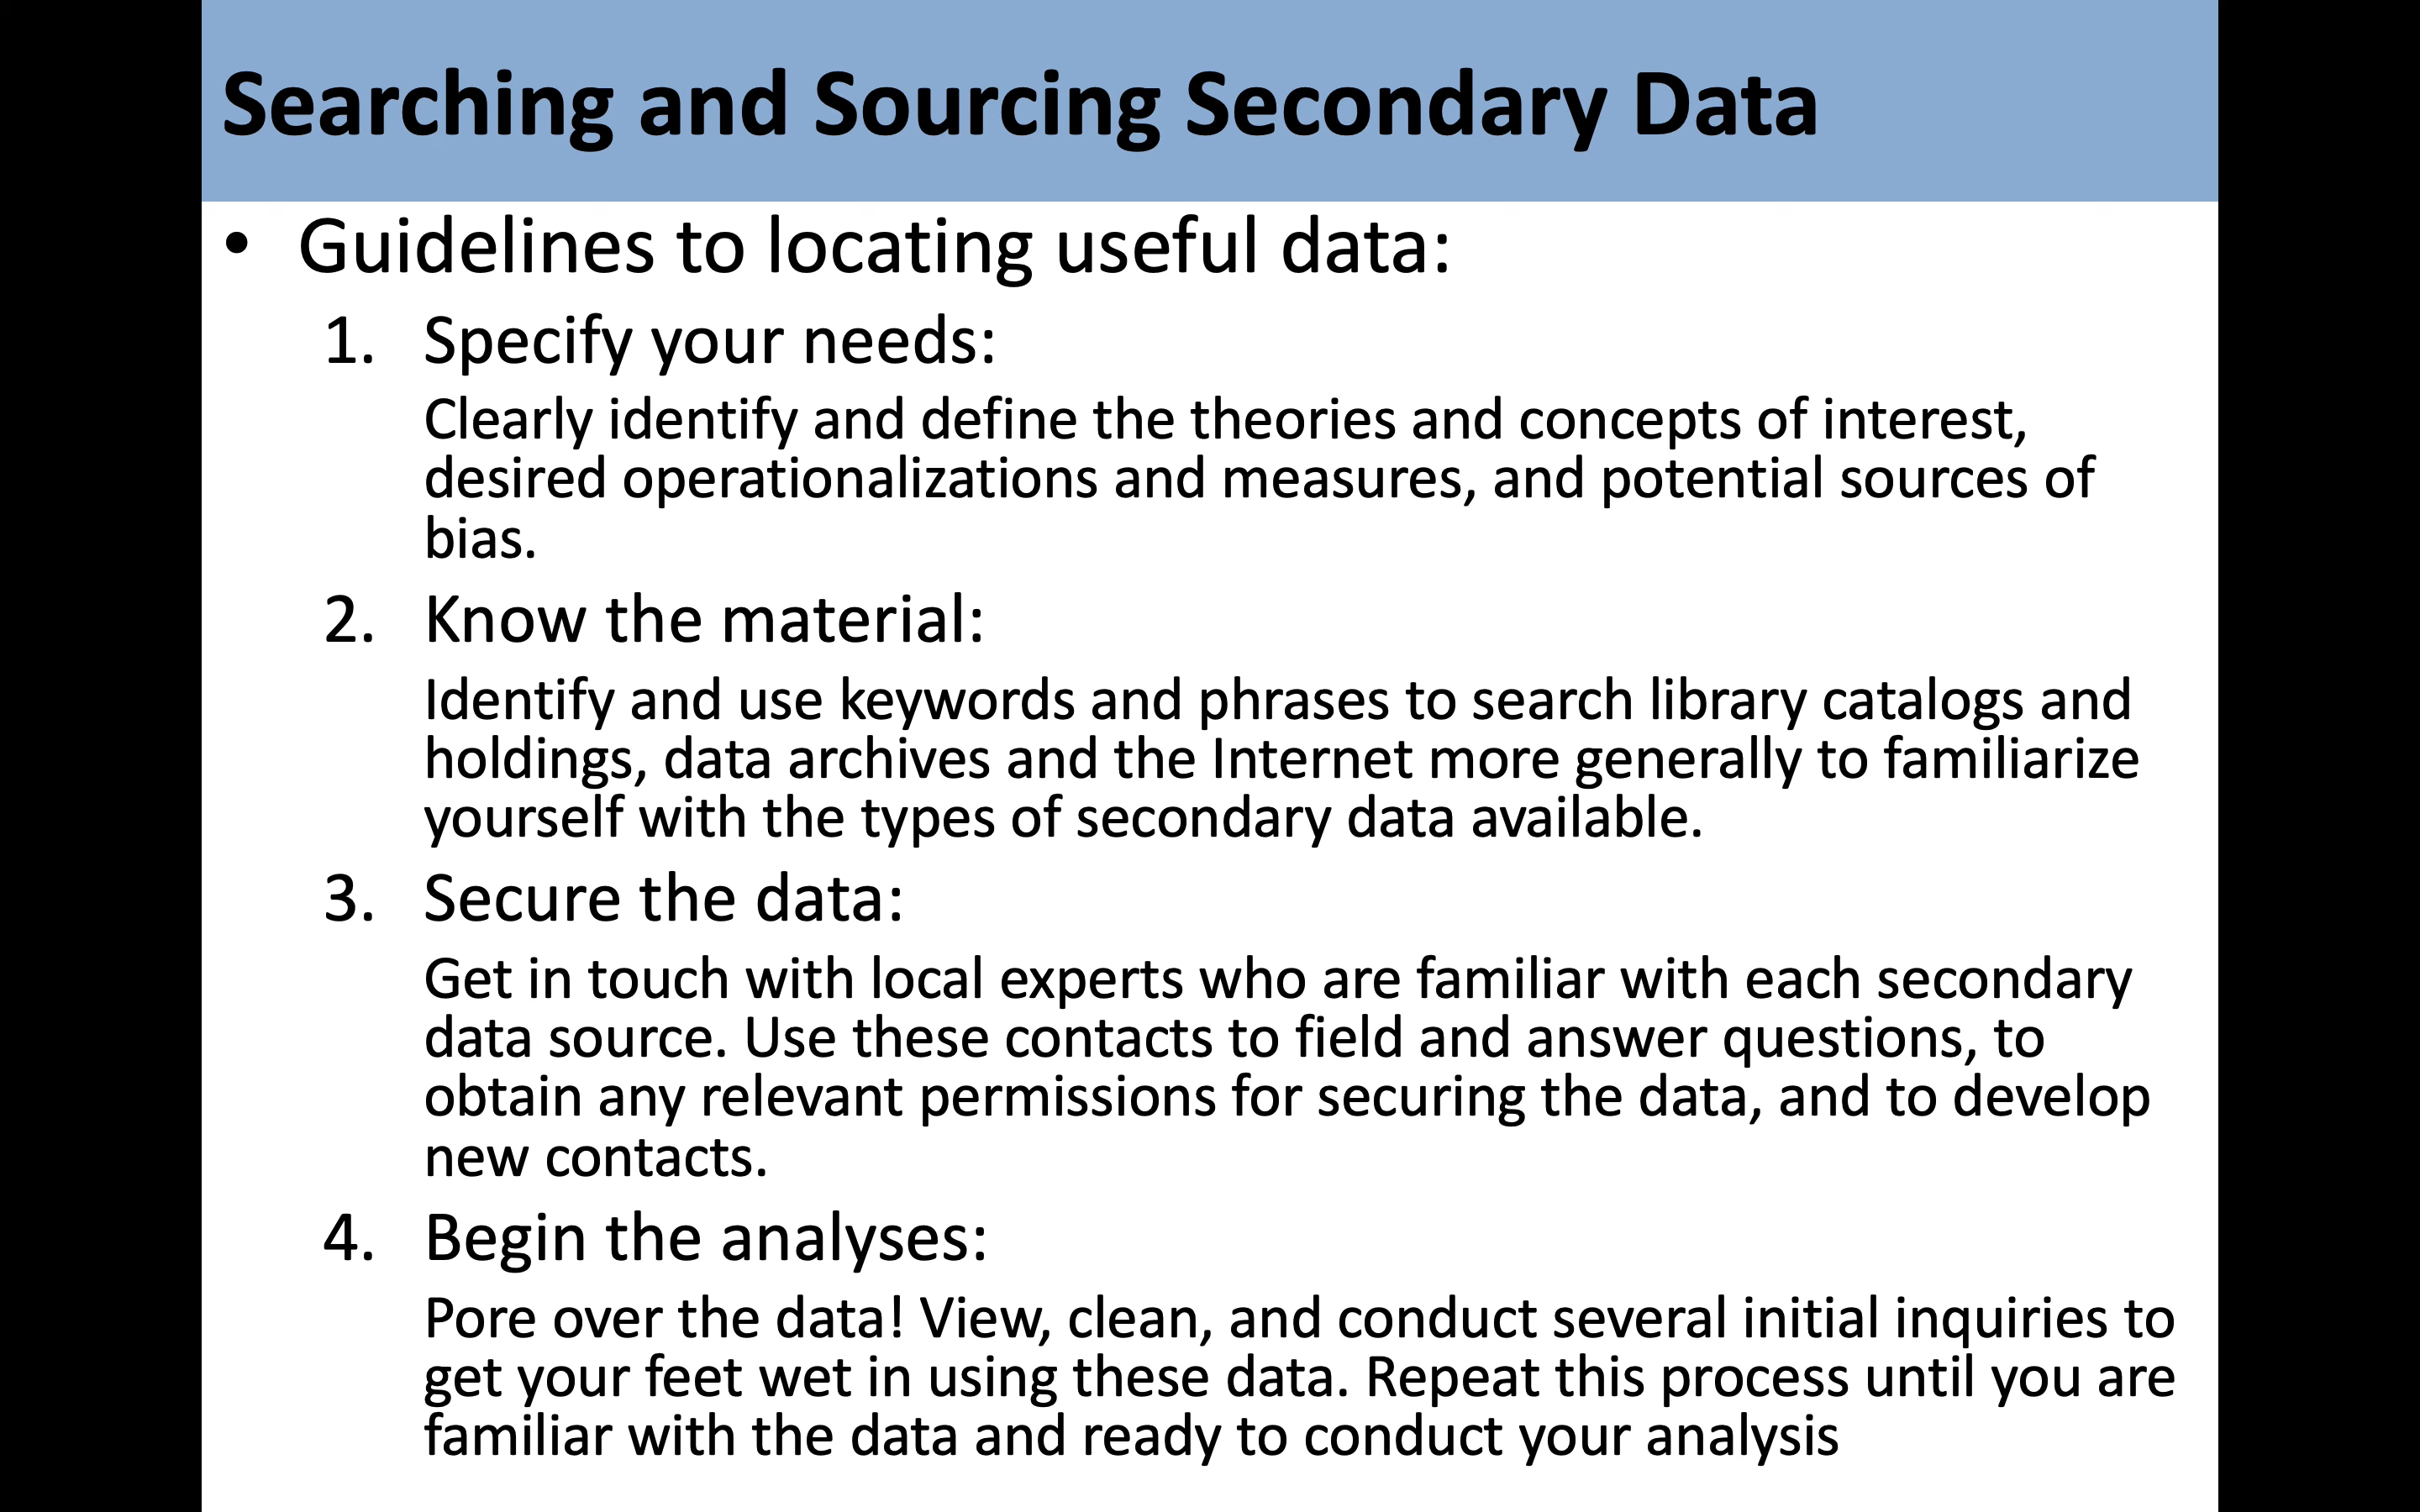 Searching and Sourcing Secondary Data
• Guidelines to locating useful data:
1. Specify your needs:
Clearly identify and define the theories and concepts of interest,
desired operationalizations and measures, and potential sources of
bias.
2. Know the material:
Identify and use keywords and phrases to search library catalogs and
holdings, data archives and the Internet more generally to familiarize
yourself with the types of secondary data available.
3. Secure the data:
Get in touch with local experts who are familiar with each secondary
data source. Use these contacts to field and answer questions, to
obtain any relevant permissions for securing the data, and to develop
new contacts.
4. Begin the analyses:
Pore over the data! View, clean, and conduct several initial inquiries to
get your feet wet in using these data. Repeat this process until you are
familiar with the data and ready to conduct your analysis